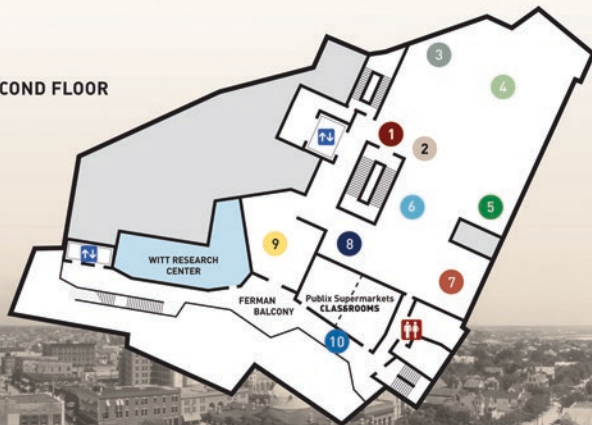 COND FLOOR
3
4
1
2
6
5
9
8
7
WITT RESEARCH
CENTER
FERMAN
BALCONY
Publix Supermarkets
CLASSROOMS
10